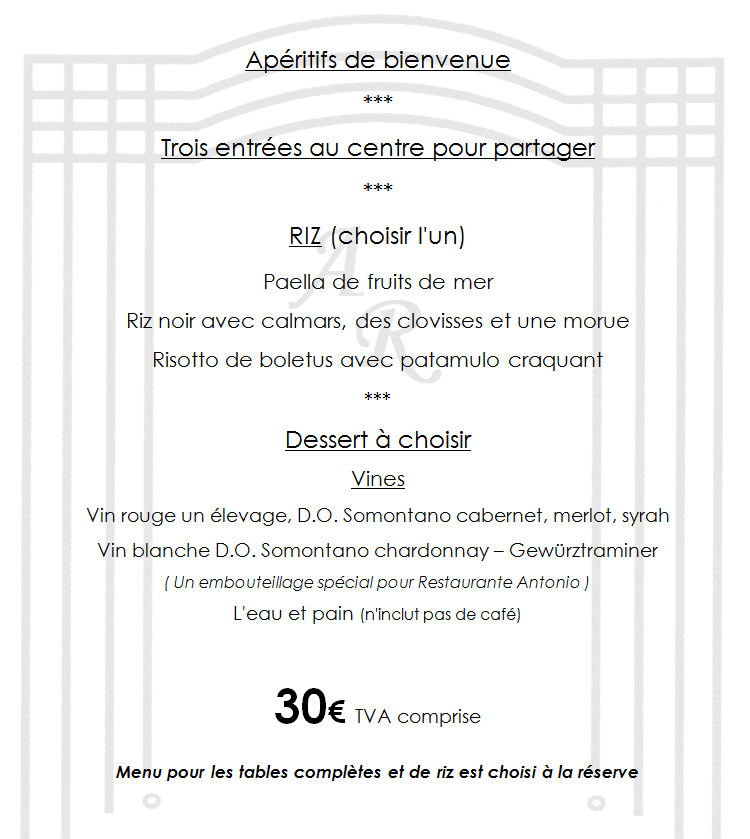 Apéritifs de bienvenue
***
Trois entrées au centre pour partager
***
RIZ (choisir l'un)
AR
Paella de fruits de mer
Riz noir avec calmars, des clovisses et une morue
Risotto de boletus avec patamulo craquant
***
Dessert à choisir
Vines
Vin rouge un élevage, D.O. Somontano cabernet, merlot, syrah
Vin blanche D.O. Somontano chardonnay – Gewürztraminer
( Un embouteillage spécial pour Restaurante Antonio )
L'eau et pain (n'inclut pas de café)
30€ TVA comprise
Menu pour les tables complètes et de riz est choisi à la réserve